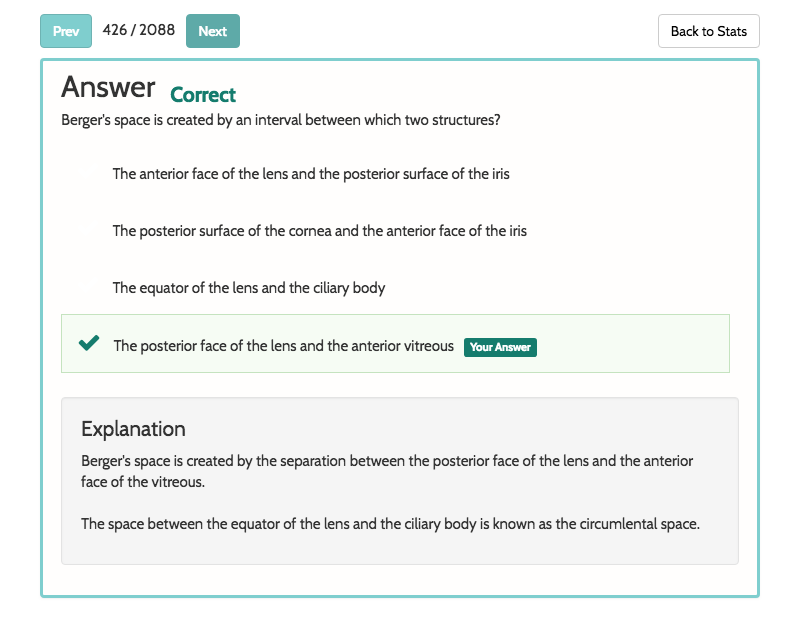 Prev 426 / 2088 Next Back to Stats
Answer Correct
Berger's space is created by an interval between which two structures?
The anterior face of the lens and the posterior surface of the iris
The posterior surface of the cornea and the anterior face of the iris
The equator of the lens and the ciliary body
The posterior face of the lens and the anterior vitreous Your Answer
Explanation
Berger's space is created by the separation between the posterior face of the lens and the anterior
face of the vitreous.
The space between the equator of the lens and the ciliary body is known as the circumlental space.